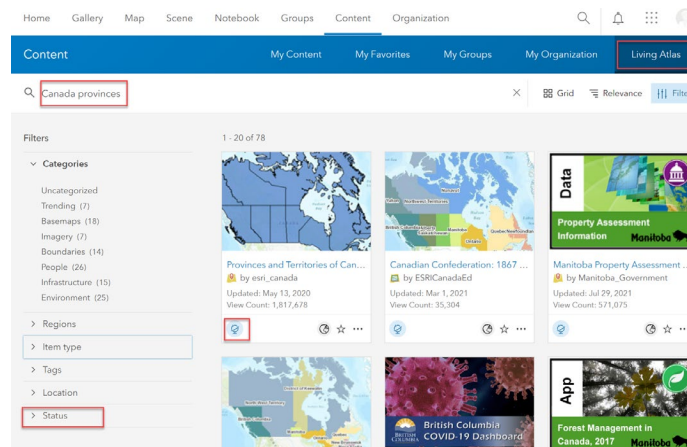 Home Gallery Map Scene Notebook Groups Content Organization
Content My Content My Favorites My Groups My Organization Living Atlas
Canada provinces × Grid Relevance Filte
Filters
1 - 20 of 78
Categories
Uncategorized
Trending (7)
Basemaps (18)
Imagery (7)
Boundaries (14)
People (26)
Infrastructure (15)
Environment (25)
Regions
Item type
Tags
Location
Status
Provinces and Territories of Can...
by esri_canada
Updated: May 13, 2020
View Count: 1,817,678
Canadian Confederation: 1867 ...
by ESRICanadaEd
Updated: Mar 1, 2021
View Count: 35,304
Data
Property Assessment
Information
Manitoba
Manitoba Property Assessment ...
by Manitoba_Government
Updated: Jul 29, 2021
View Count: 571,075
British Columbia
COVID-19 Dashboard
BRITISH
COLUMBIA
App
Forest Management in
Canada, 2017
Manitoba